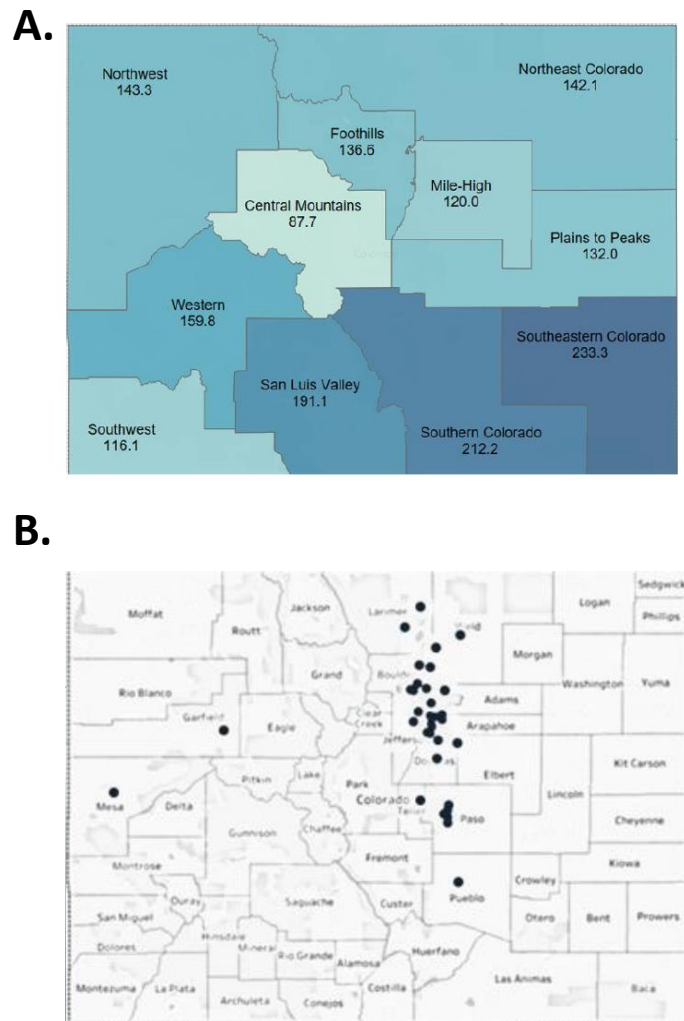 A.
Northwest
143.3
Northeast Colorado
142.1
Foothills
136.6
Mile-High
120.0
Central Mountains
87.7
Plains to Peaks
132.0
Western
159.8
Southeastern Colorado
233.3
San Luis Valley
191.1
Southern Colorado
212.2
Southwest
116.1
B.
Sedgwick
Moffat
Jackson
Larimer
Logan
Phillips
Routt
Morgan
Grand
Washington
Yuma
Rio Blanco
Adams
Garfield
Eagle
Clear
Creek
Arapahoe
Kit Carson
Pitkin
Lake
Park
Elbert
Lincoln
Mesa
Delta
Colorado
Paso
Cheyenne
Gunnison
Chaffee
Fremont
Kiowa
Montrose
Crowley
Pueblo
Ouray
Saguache
Custer
Otero
Bent
Prowers
San Miguel
Hinsdale
Dolores
Mineral
Rio Grande
Huerfano
Alamosa
Las Animas
Montezuma
La Plata
Costilla
Baca
Archuleta
Conejos